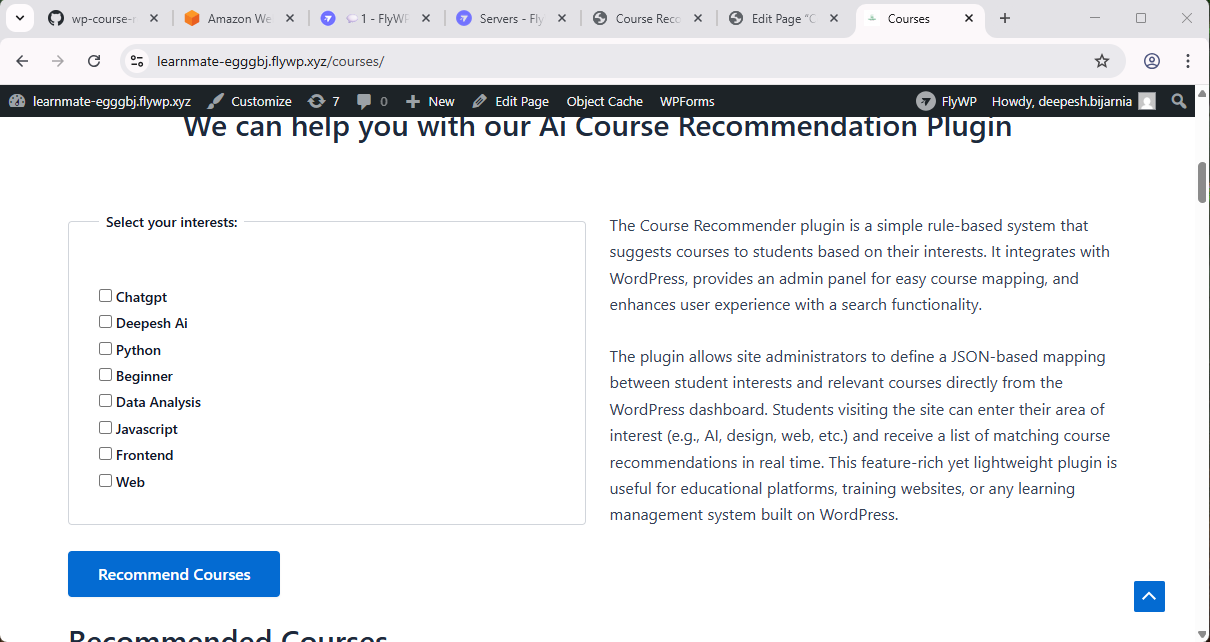 wp-course-r
Amazon We
1 - FlyWP
Servers - Fly
Course Reco
Edit Page "C
Courses
learnmate-egggbj.flywp.xyz/courses/
learnmate-egggbj.flywp.xyz Customize 7 0 New Edit Page Object Cache WPForms FlyWP Howdy, deepesh.bijarnia
We can help you with our Ai Course Recommendation Plugin
Select your interests:
Chatgpt
Deepesh Ai
Python
Beginner
Data Analysis
Javascript
Frontend
Web
Recommend Courses
The Course Recommender plugin is a simple rule-based system that
suggests courses to students based on their interests. It integrates with
WordPress, provides an admin panel for easy course mapping, and
enhances user experience with a search functionality.
The plugin allows site administrators to define a JSON-based mapping
between student interests and relevant courses directly from the
WordPress dashboard. Students visiting the site can enter their area of
interest (e.g., AI, design, web, etc.) and receive a list of matching course
recommendations in real time. This feature-rich yet lightweight plugin is
useful for educational platforms, training websites, or any learning
management system built on WordPress.
Recommended Courses